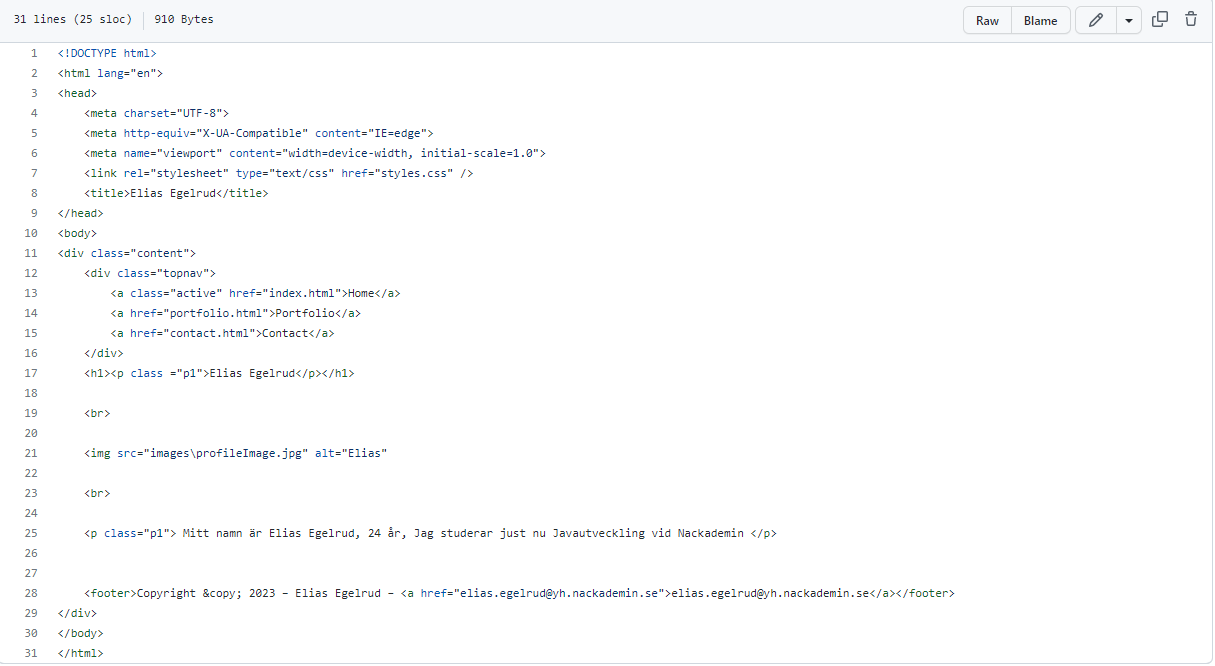 31 lines (25 sloc) 910 Bytes Raw Blame
1 <!DOCTYPE html>
2 <html lang="en">
3 <head>
4     <meta charset="UTF-8">
5     <meta http-equiv="X-UA-Compatible" content="IE=edge">
6     <meta name="viewport" content="width=device-width, initial-scale=1.0">
7     <link rel="stylesheet" type="text/css" href="styles.css" />
8     <title>Elias Egelrud</title>
9 </head>
10 <body>
11 <div class="content">
12     <div class="topnav">
13         <a class="active" href="index.html">Home</a>
14         <a href="portfolio.html">Portfolio</a>
15         <a href="contact.html">Contact</a>
16     </div>
17     <h1><p class ="p1">Elias Egelrud</p></h1>
18
19     <br>
20
21     <img src="images\profileImage.jpg" alt="Elias"
22
23     <br>
24
25     <p class="p1"> Mitt namn är Elias Egelrud, 24 år, Jag studerar just nu Javautveckling vid Nackademin </p>
26
27
28     <footer>Copyright &copy; 2023 – Elias Egelrud – <a href="elias.egelrud@yh.nackademin.se">elias.egelrud@yh.nackademin.se</a></footer>
29 </div>
30 </body>
31 </html>